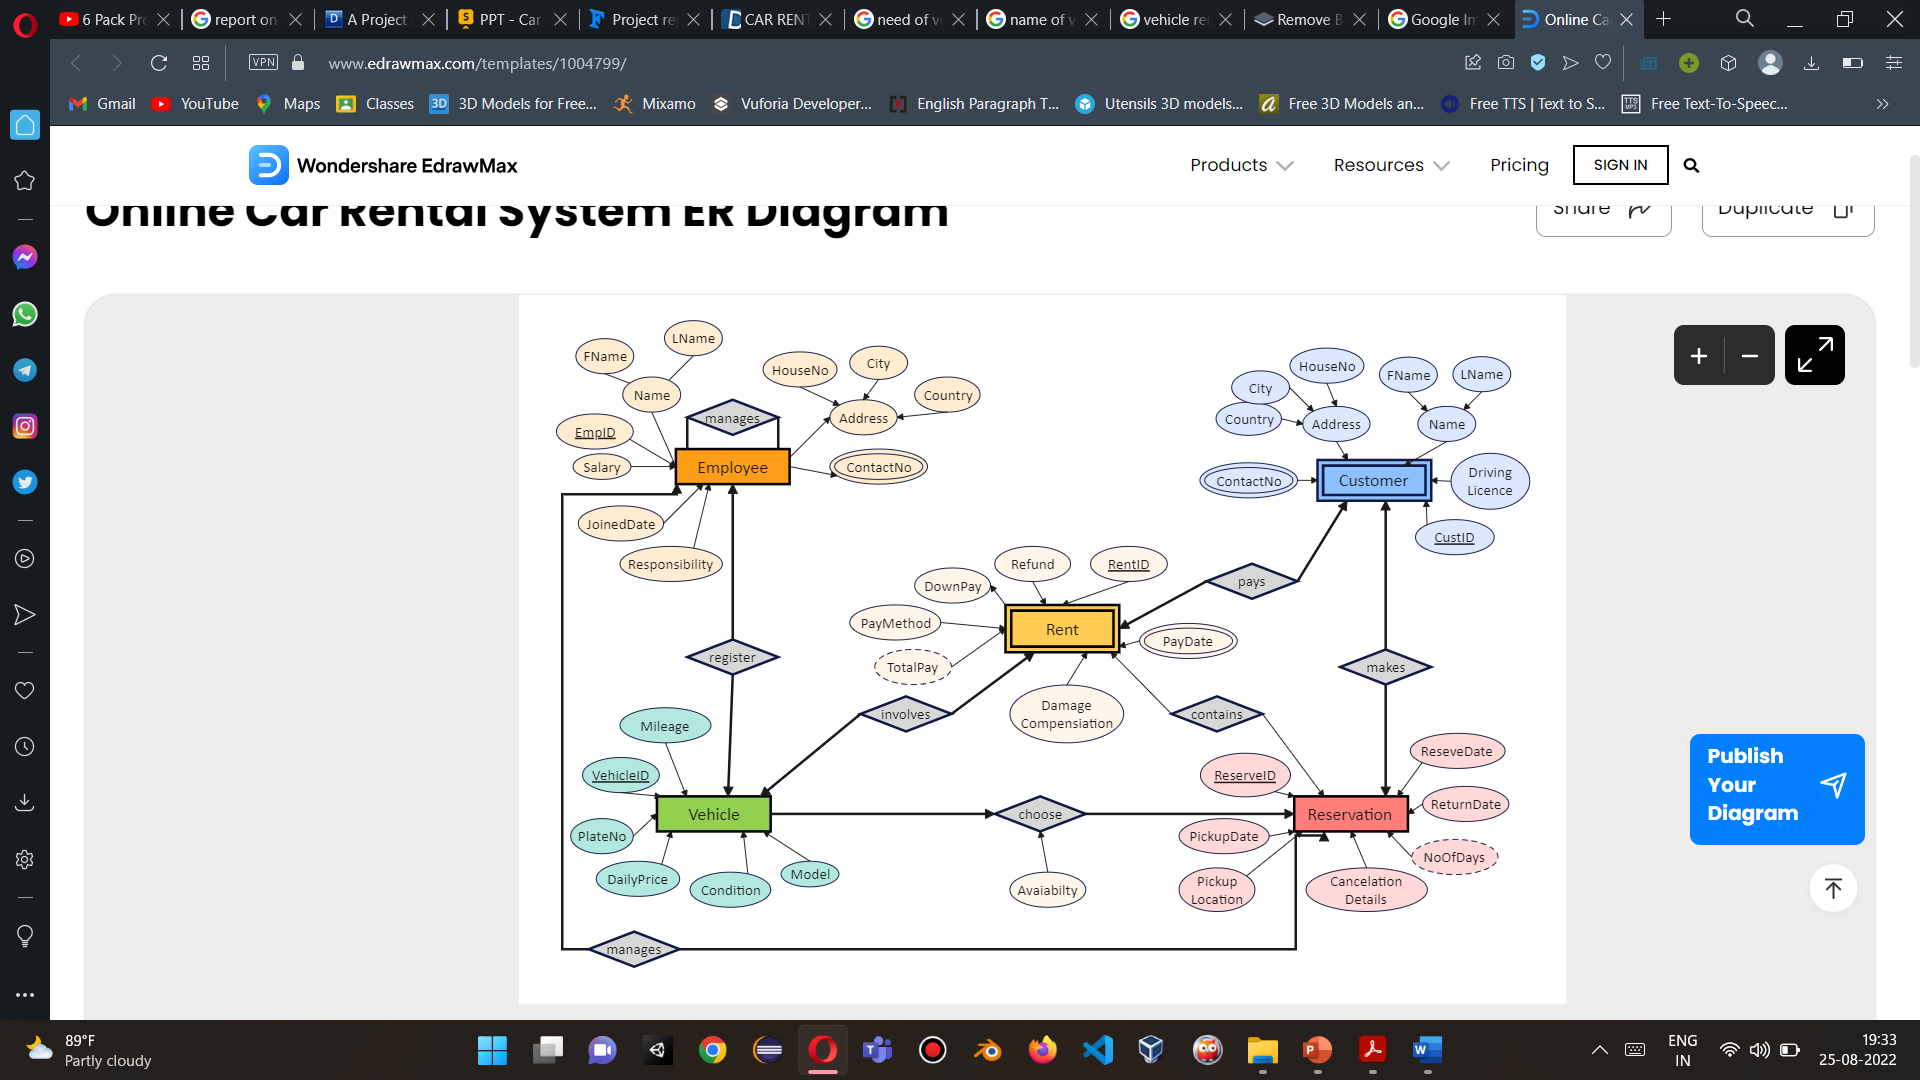 6 Pack Pro
report on
A Project
PPT - Car
Project re
CAR RENT
need of v
name of v
vehicle re
Remove B
Google Im
Online Ca
VPN
www.edrawmax.com/templates/1004799/
Gmail
YouTube
Maps
Classes
3D Models for Free...
Mixamo
Vuforia Developer...
English Paragraph T...
Utensils 3D models...
Free 3D Models an...
Free TTS | Text to S...
Free Text-To-Speec...
Wondershare EdrawMax
Products
Resources
Pricing
SIGN IN
Online Car Rental System ER Diagram
Share
Duplicate
FName
LName
Name
EmpID
Salary
JoinedDate
Responsibility
manages
Employee
HouseNo
City
Country
Address
ContactNo
City
HouseNo
Country
Address
FName
LName
Name
ContactNo
Customer
Driving
Licence
CustID
Refund
RentID
DownPay
PayMethod
TotalPay
Rent
PayDate
Damage
Compensiation
pays
register
makes
involves
contains
Mileage
VehicleID
PlateNo
DailyPrice
Condition
Model
Vehicle
choose
Avaiabilty
ReserveID
ReseveDate
ReturnDate
Reservation
PickupDate
NoOfDays
Pickup
Location
Cancelation
Details
manages
Publish
Your
Diagram
89°F
Partly cloudy
ENG
IN
19:33
25-08-2022